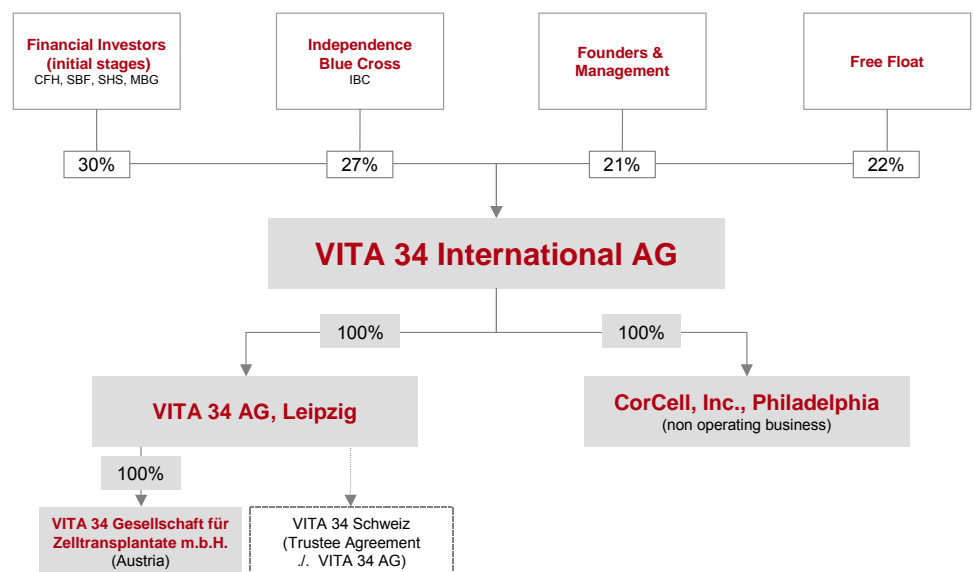 Financial Investors
(initial stages)
CFH, SBF, SHS, MBG
Independence
Blue Cross
IBC
Founders &
Management
Free Float
30%
27%
21%
22%
VITA 34 International AG
100%
100%
VITA 34 AG, Leipzig
CorCell, Inc., Philadelphia
(non operating business)
100%
VITA 34 Gesellschaft für
Zelltransplantate m.b.H.
(Austria)
VITA 34 Schweiz
(Trustee Agreement
./. VITA 34 AG)